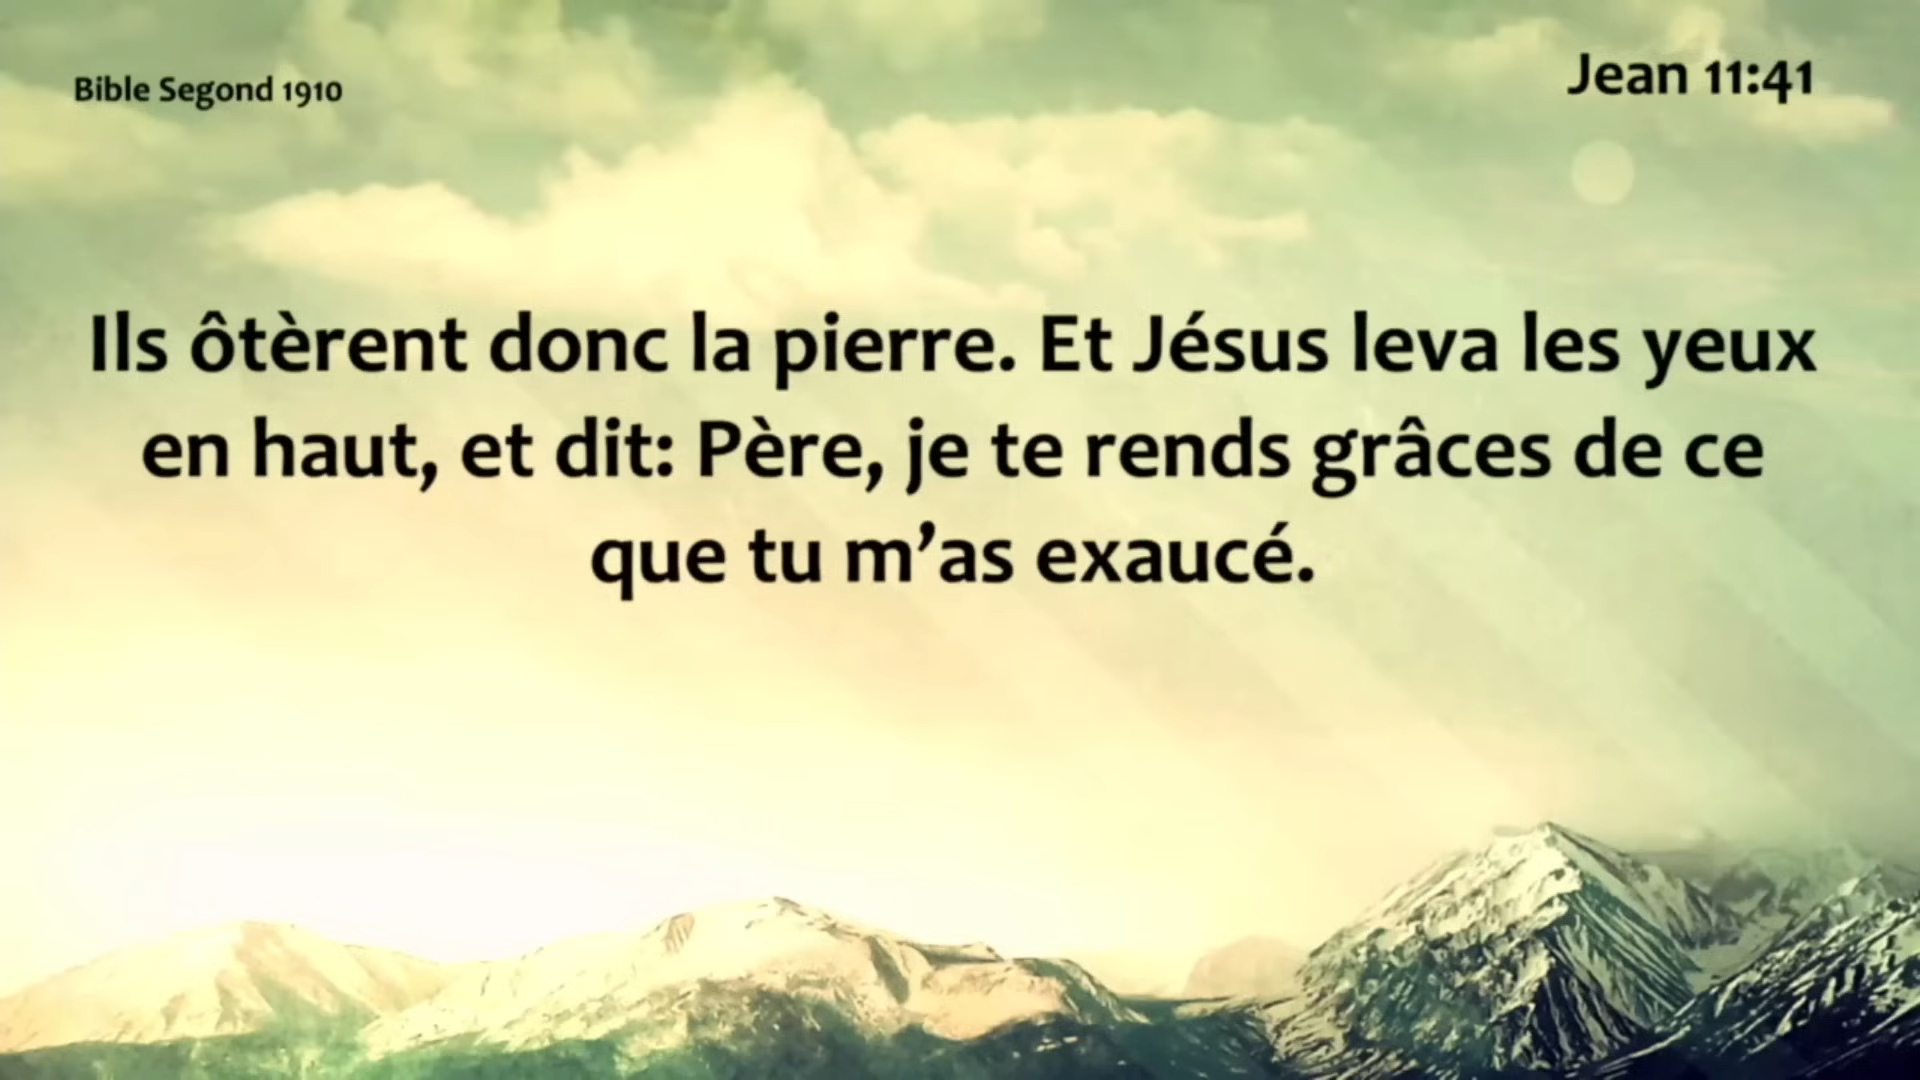 Bible Segond 1910
Jean 11:41
Ils ôtèrent donc la pierre. Et Jésus leva les yeux
en haut, et dit: Père, je te rends grâces de ce
que tu m’as exaucé.